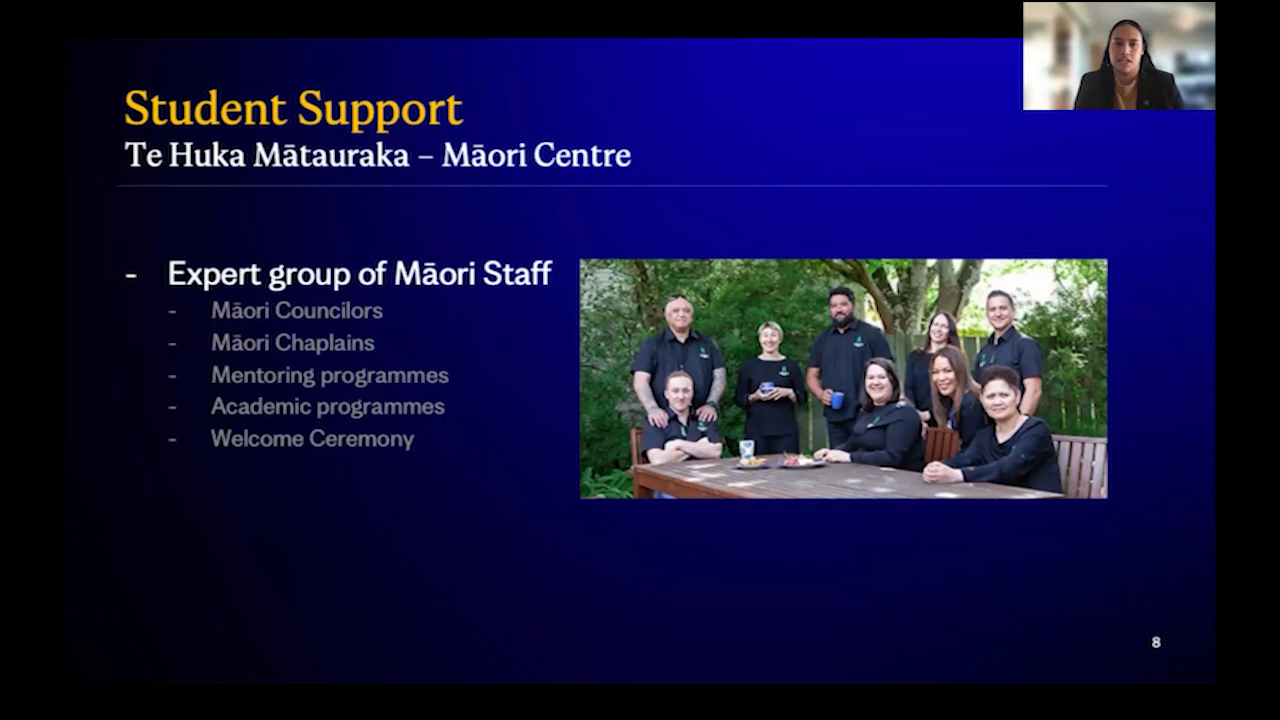 Student Support
Te Huka Mātauraka – Māori Centre
- Expert group of Māori Staff
- Māori Councilors
- Māori Chaplains
- Mentoring programmes
- Academic programmes
- Welcome Ceremony
8